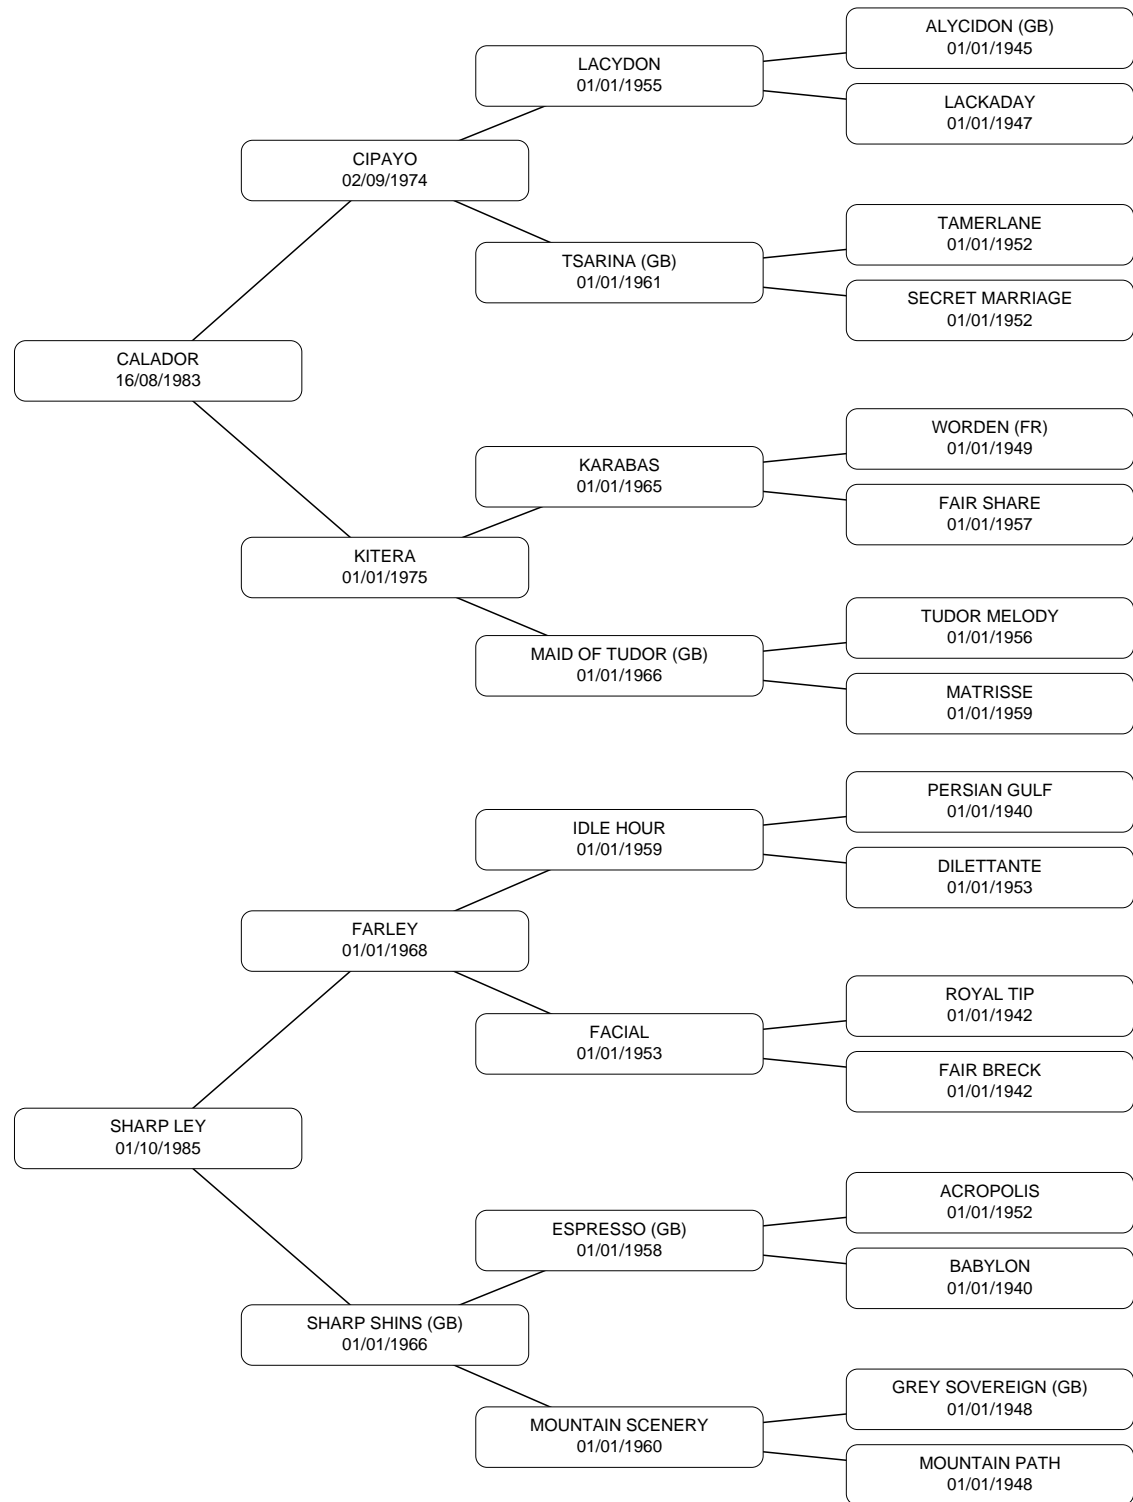 ALYCIDON (GB)
01/01/1945
LACYDON
01/01/1955
LACKADAY
01/01/1947
CIPAYO
02/09/1974
TAMERLANE
01/01/1952
TSARINA (GB)
01/01/1961
SECRET MARRIAGE
01/01/1952
CALADOR
16/08/1983
WORDEN (FR)
01/01/1949
KARABAS
01/01/1965
FAIR SHARE
01/01/1957
KITERA
01/01/1975
TUDOR MELODY
01/01/1956
MAID OF TUDOR (GB)
01/01/1966
MATRISSE
01/01/1959
PERSIAN GULF
01/01/1940
IDLE HOUR
01/01/1959
DILETTANTE
01/01/1953
FARLEY
01/01/1968
ROYAL TIP
01/01/1942
FACIAL
01/01/1953
FAIR BRECK
01/01/1942
SHARP LEY
01/10/1985
ACROPOLIS
01/01/1952
ESPRESSO (GB)
01/01/1958
BABYLON
01/01/1940
SHARP SHINS (GB)
01/01/1966
GREY SOVEREIGN (GB)
01/01/1948
MOUNTAIN SCENERY
01/01/1960
MOUNTAIN PATH
01/01/1948